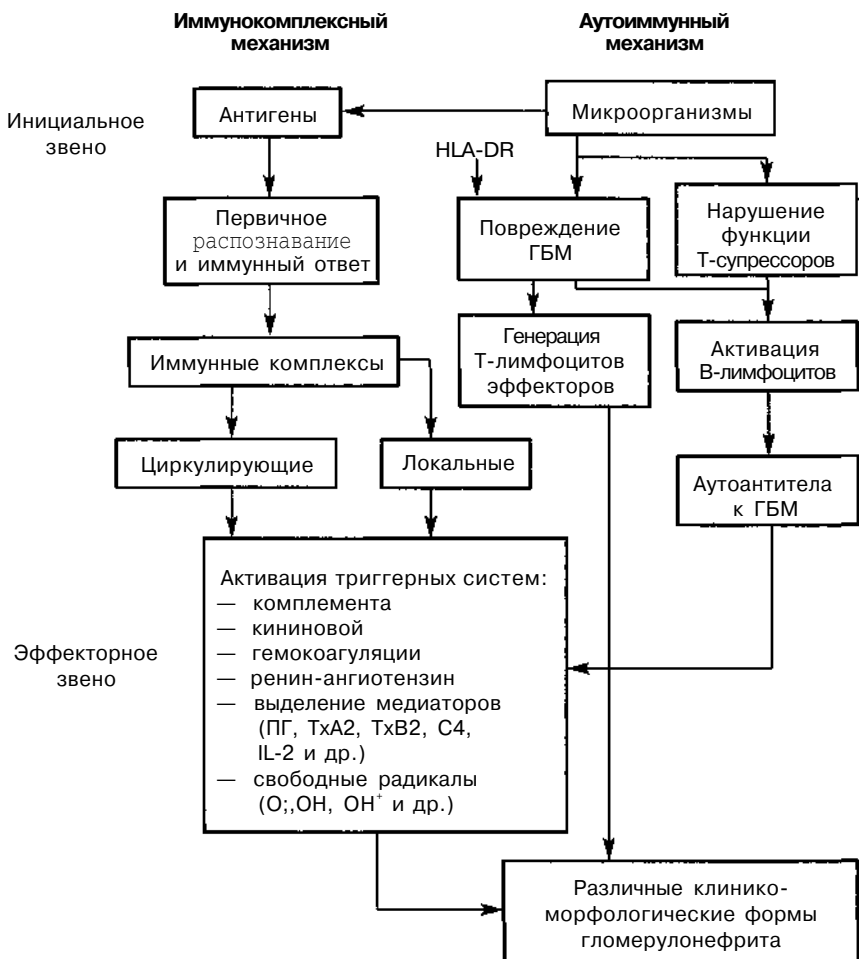 Иммунокомплексный
механизм
Аутоиммунный
механизм
Инициальное
звено
Антигены
Микроорганизмы
HLA-DR
Первичное
распознавание
и иммунный ответ
Повреждение
ГБМ
Нарушение
функции
Т-супрессоров
Иммунные комплексы
Генерация
Т-лимфоцитов
эффекторов
Активация
В-лимфоцитов
Циркулирующие
Локальные
Аутоантитела
к ГБМ
Эффекторное
звено
Активация триггерных систем:
— комплемента
— кининовой
— гемокоагуляции
— ренин-ангиотензин
— выделение медиаторов
(ПГ, ТхА2, ТхВ2, С4,
IL-2 и др.)
— свободные радикалы
(О;,ОН, ОН⁺ и др.)
Различные клинико-
морфологические формы
гломерулонефрита